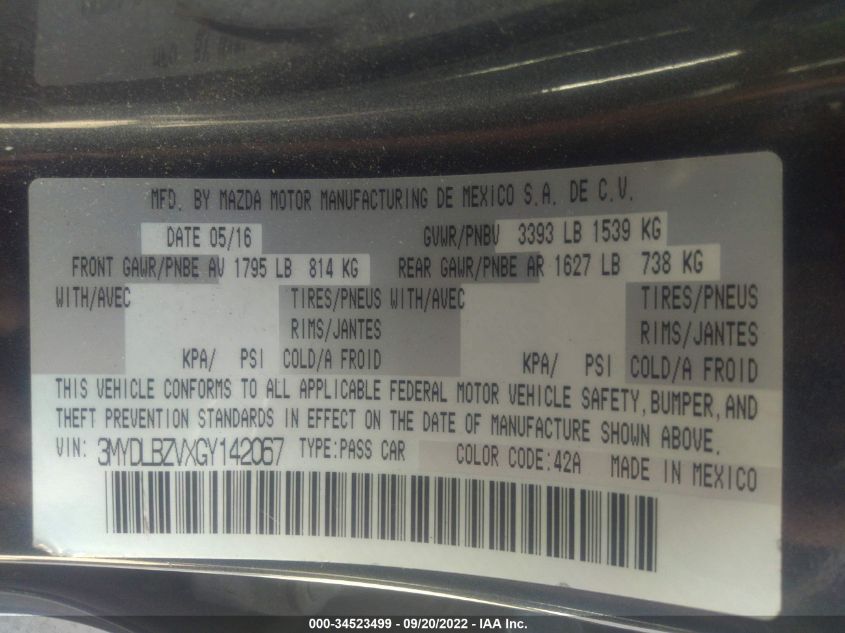 MFD. BY MAZDA MOTOR MANUFACTURING DE MEXICO S.A. DE C.V.
DATE 05/16 GVWR/PNBV 3393 LB 1539 KG
FRONT GAWR/PNBE AV 1795 LB 814 KG REAR GAWR/PNBE AR 1627 LB 738 KG
WITH/AVEC TIRES/PNEUS WITH/AVEC TIRES/PNEUS
RIMS/JANTES RIMS/JANTES
KPA/ PSI COLD/A FROID KPA/ PSI COLD/A FROID
THIS VEHICLE CONFORMS TO ALL APPLICABLE FEDERAL MOTOR VEHICLE SAFETY, BUMPER, AND
THEFT PREVENTION STANDARDS IN EFFECT ON THE DATE OF MANUFACTURE SHOWN ABOVE.
VIN: 3MYDLBZVXGY142067 TYPE:PASS CAR COLOR CODE:42A MADE IN MEXICO
000-34523499 - 09/20/2022 - IAA Inc.